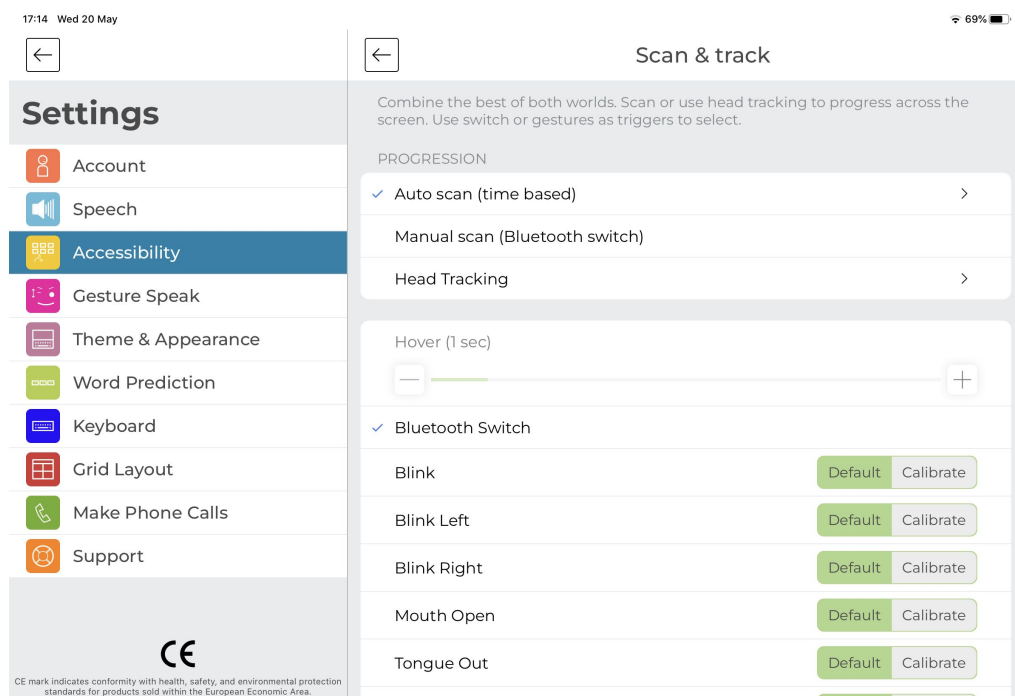 17:14 Wed 20 May
69%
Settings
Account
Speech
Accessibility
Gesture Speak
Theme & Appearance
Word Prediction
Keyboard
Grid Layout
Make Phone Calls
Support
CE
CE mark indicates conformity with health, safety, and environmental protection
standards for products sold within the European Economic Area.
Scan & track
Combine the best of both worlds. Scan or use head tracking to progress across the
screen. Use switch or gestures as triggers to select.
PROGRESSION
Auto scan (time based)
Manual scan (Bluetooth switch)
Head Tracking
Hover (1 sec)
Bluetooth Switch
Blink Default Calibrate
Blink Left Default Calibrate
Blink Right Default Calibrate
Mouth Open Default Calibrate
Tongue Out Default Calibrate